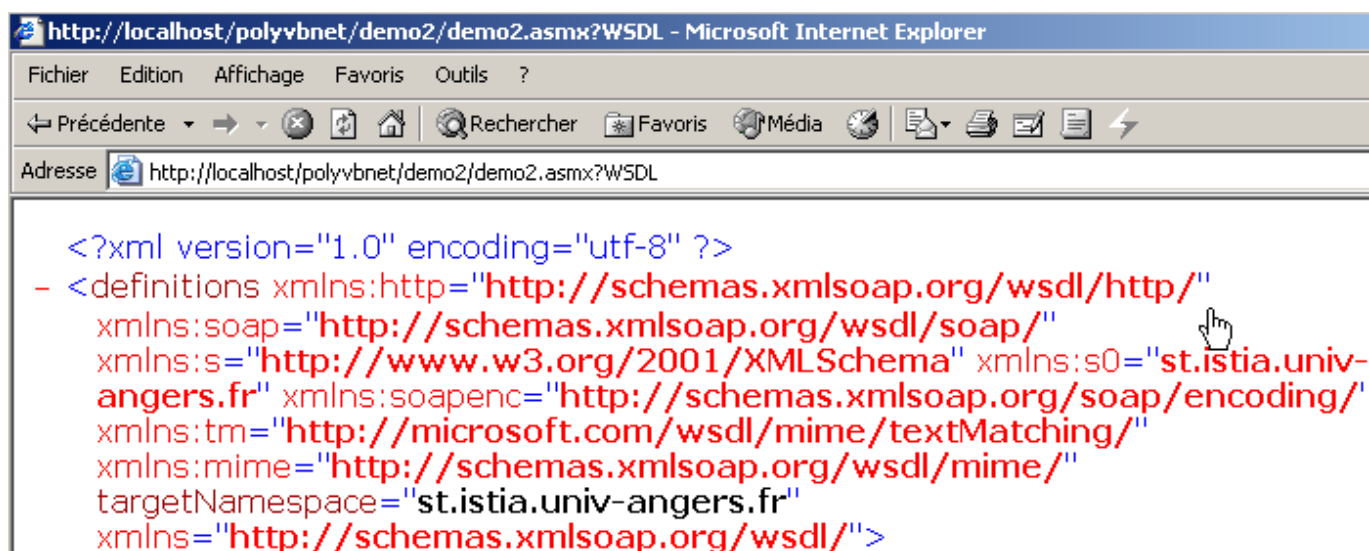 http://localhost/polyvbnet/demo2/demo2.asmx?WSDL - Microsoft Internet Explorer
Fichier Edition Affichage Favoris Outils ?
Précédente Rechercher Favoris Média
Adresse http://localhost/polyvbnet/demo2/demo2.asmx?WSDL
<?xml version="1.0" encoding="utf-8" ?>
- <definitions xmlns:http="http://schemas.xmlsoap.org/wsdl/http/"
xmlns:soap="http://schemas.xmlsoap.org/wsdl/soap/"
xmlns:s="http://www.w3.org/2001/XMLSchema" xmlns:s0="st.istia.univ-
angers.fr" xmlns:soapenc="http://schemas.xmlsoap.org/soap/encoding/"
xmlns:tm="http://microsoft.com/wsdl/mime/textMatching/"
xmlns:mime="http://schemas.xmlsoap.org/wsdl/mime/"
targetNamespace="st.istia.univ-angers.fr"
xmlns="http://schemas.xmlsoap.org/wsdl/">